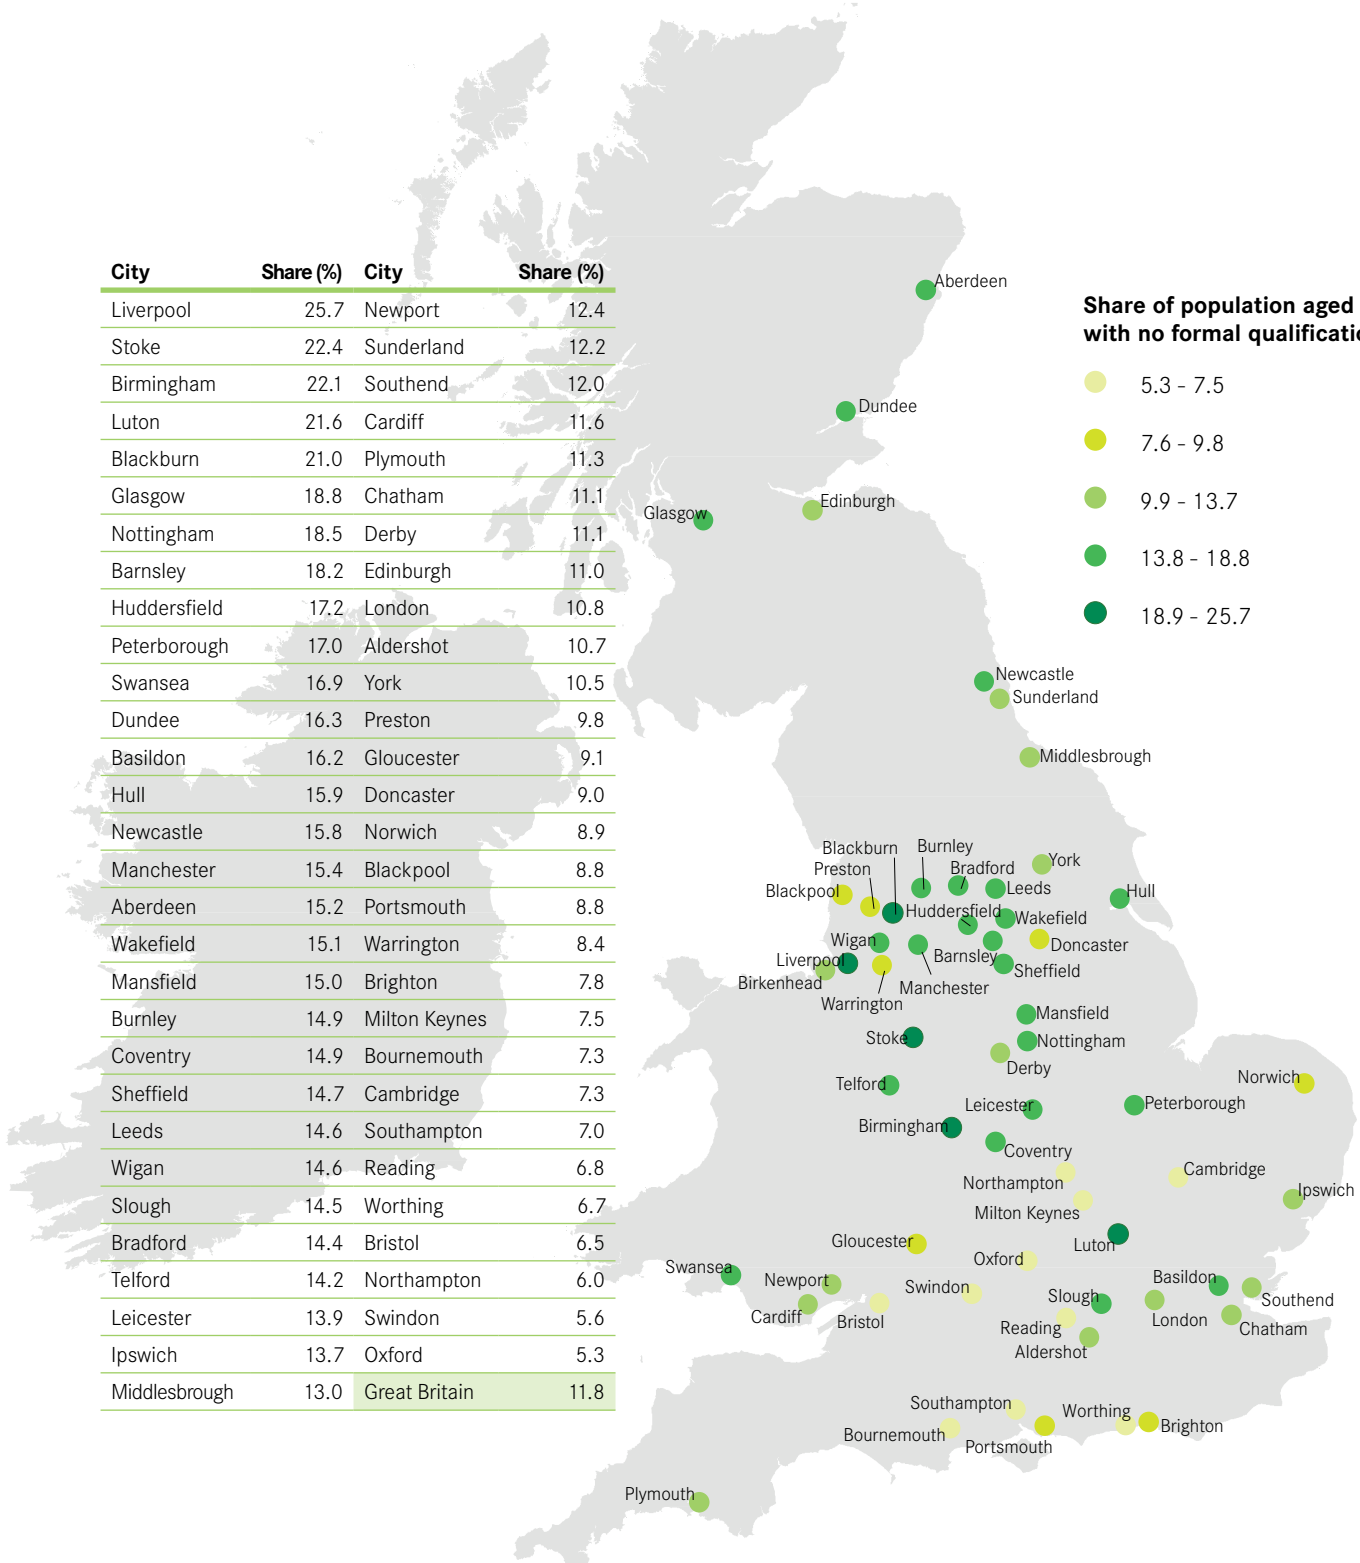 City Share (%) City Share (%)
Liverpool 25.7 Newport 12.4
Stoke 22.4 Sunderland 12.2
Birmingham 22.1 Southend 12.0
Luton 21.6 Cardiff 11.6
Blackburn 21.0 Plymouth 11.3
Glasgow 18.8 Chatham 11.1
Nottingham 18.5 Derby 11.1
Barnsley 18.2 Edinburgh 11.0
Huddersfield 17.2 London 10.8
Peterborough 17.0 Aldershot 10.7
Swansea 16.9 York 10.5
Dundee 16.3 Preston 9.8
Basildon 16.2 Gloucester 9.1
Hull 15.9 Doncaster 9.0
Newcastle 15.8 Norwich 8.9
Manchester 15.4 Blackpool 8.8
Aberdeen 15.2 Portsmouth 8.8
Wakefield 15.1 Warrington 8.4
Mansfield 15.0 Brighton 7.8
Burnley 14.9 Milton Keynes 7.5
Coventry 14.9 Bournemouth 7.3
Sheffield 14.7 Cambridge 7.3
Leeds 14.6 Southampton 7.0
Wigan 14.6 Reading 6.8
Slough 14.5 Worthing 6.7
Bradford 14.4 Bristol 6.5
Telford 14.2 Northampton 6.0
Leicester 13.9 Swindon 5.6
Ipswich 13.7 Oxford 5.3
Middlesbrough 13.0 Great Britain 11.8
Share of population aged
with no formal qualificatio
5.3 - 7.5
7.6 - 9.8
9.9 - 13.7
13.8 - 18.8
18.9 - 25.7
Aberdeen
Dundee
Edinburgh
Glasgow
Newcastle
Sunderland
Middlesbrough
Blackburn
Burnley
Preston
Bradford
York
Blackpool
Leeds
Hull
Huddersfield
Wakefield
Wigan
Doncaster
Barnsley
Liverpool
Sheffield
Birkenhead
Manchester
Warrington
Mansfield
Stoke
Nottingham
Derby
Norwich
Telford
Leicester
Peterborough
Birmingham
Coventry
Cambridge
Northampton
Ipswich
Milton Keynes
Gloucester
Luton
Oxford
Swansea
Newport
Swindon
Basildon
Slough
Southend
Cardiff
Bristol
London
Reading
Chatham
Aldershot
Southampton
Worthing
Brighton
Bournemouth
Portsmouth
Plymouth